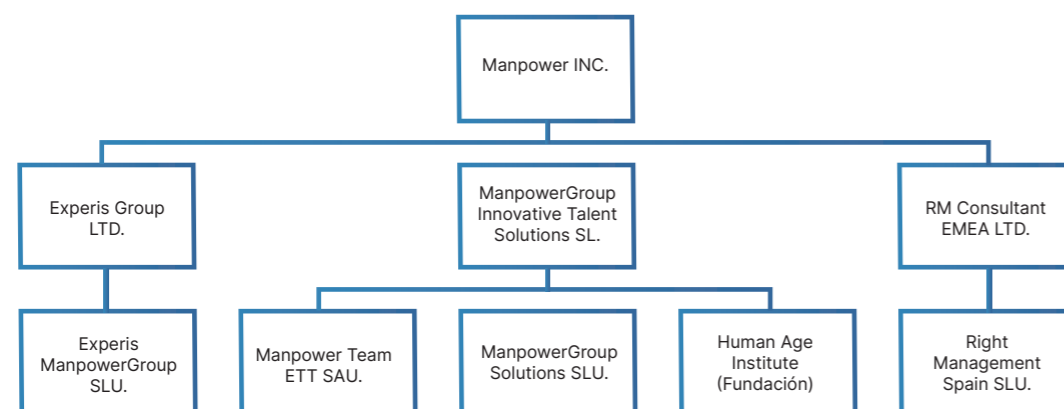 Manpower INC.
Experis Group
LTD.
ManpowerGroup
Innovative Talent
Solutions SL.
RM Consultant
EMEA LTD.
Experis
ManpowerGroup
SLU.
Manpower Team
ETT SAU.
ManpowerGroup
Solutions SLU.
Human Age
Institute
(Fundación)
Right
Management
Spain SLU.